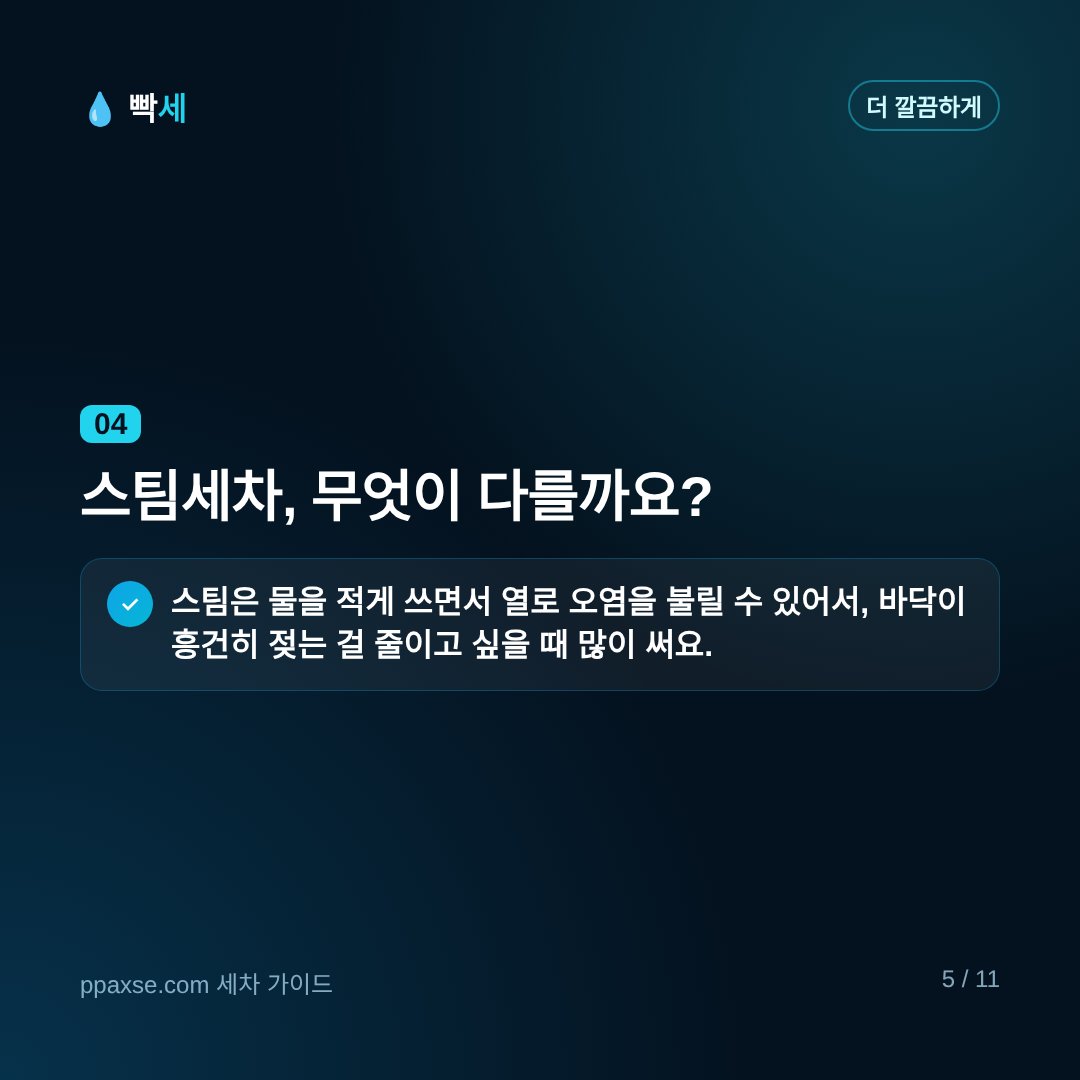 빡세
더 깔끔하게
04
스팀세차, 무엇이 다를까요?
스팀은 물을 적게 쓰면서 열로 오염을 불릴 수 있어서, 바닥이
흥건히 젖는 걸 줄이고 싶을 때 많이 써요.
ppaxse.com 세차 가이드
5 / 11